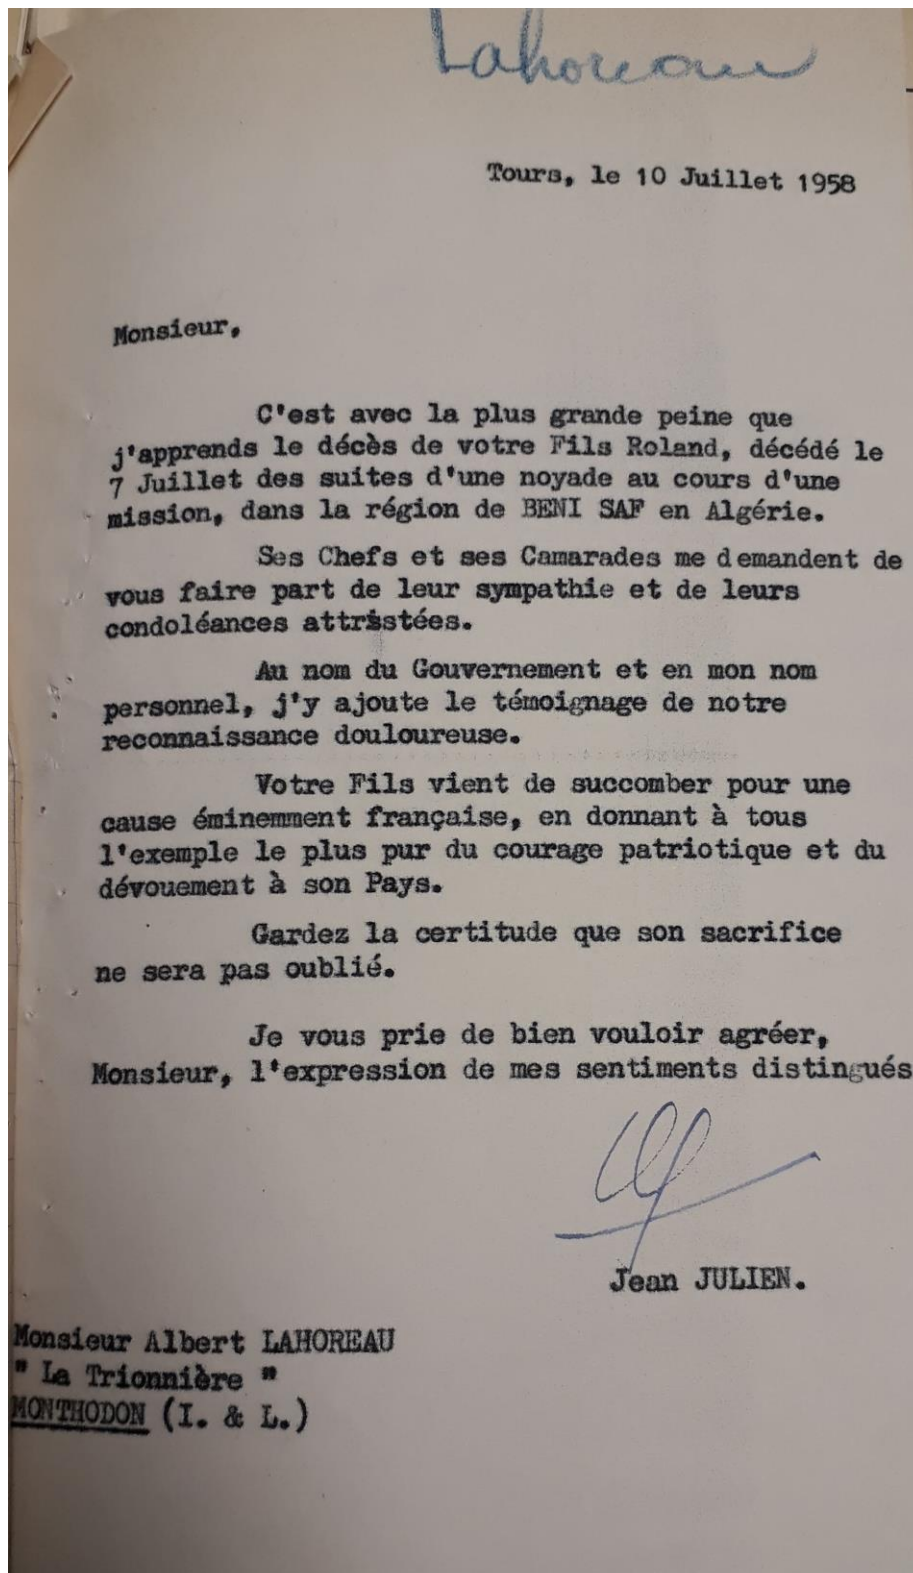 Lahoreau
Tours, le 10 Juillet 1958
Monsieur,
C'est avec la plus grande peine que
j'apprends le décès de votre Fils Roland, décédé le
7 Juillet des suites d'une noyade au cours d'une
mission, dans la région de BENI SAF en Algérie.
Ses Chefs et ses Camarades me demandent de
vous faire part de leur sympathie et de leurs
condoléances attristées.
Au nom du Gouvernement et en mon nom
personnel, j'y ajoute le témoignage de notre
reconnaissance douloureuse.
Votre Fils vient de succomber pour une
cause éminemment française, en donnant à tous
l'exemple le plus pur du courage patriotique et du
dévouement à son Pays.
Gardez la certitude que son sacrifice
ne sera pas oublié.
Je vous prie de bien vouloir agréer,
Monsieur, l'expression de mes sentiments distingués
Jean JULIEN.
Monsieur Albert LAHOREAU
" La Trionnière "
MONTHODON (I. & L.)